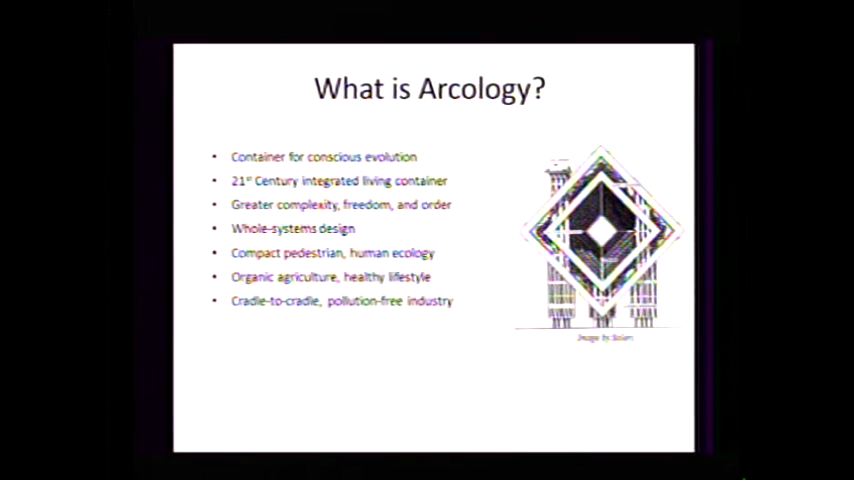 What is Arcology?
• Container for conscious evolution
• 21st Century integrated living container
• Greater complexity, freedom, and order
• Whole-systems design
• Compact pedestrian, human ecology
• Organic agriculture, healthy lifestyle
• Cradle-to-cradle, pollution-free industry
Image by Soleri